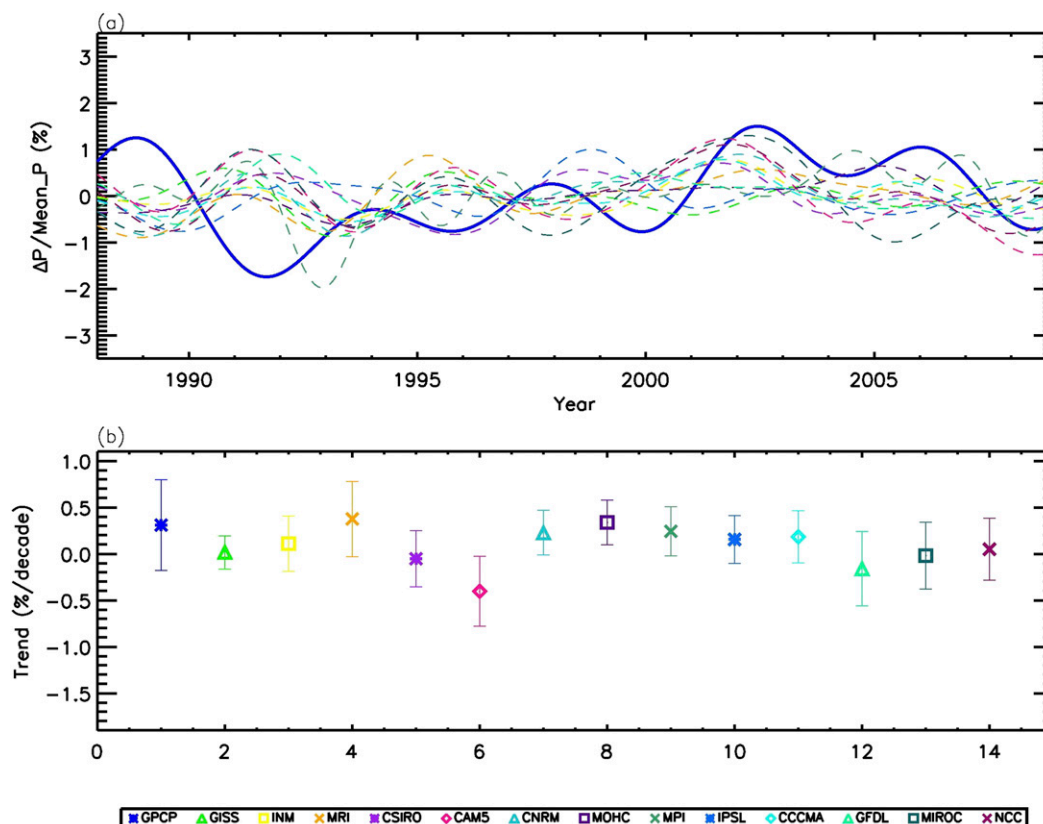 (a)
3
2
1
0
−1
−2
−3
ΔP/Mean_P (%)
1990 1995 2000 2005
Year
(b)
1.0
0.5
0.0
−0.5
−1.0
−1.5
Trend (%/decade)
0 2 4 6 8 10 12 14
GPCP GISS INM MRI CSIRO CAM5 CNRM MOHC MPI IPSL CCCMA GFDL MIROC NCC